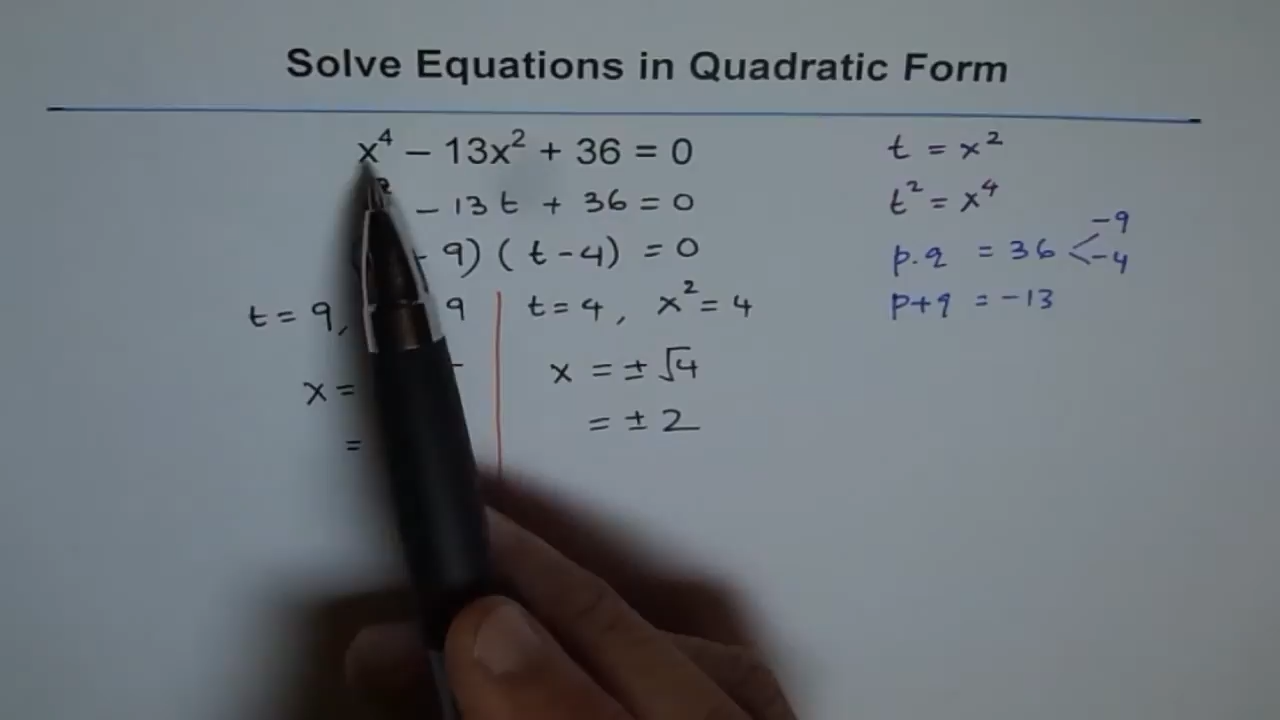 Solve Equations in Quadratic Form
x⁴ – 13x² + 36 = 0
– 13t + 36 = 0
9) (t – 4) = 0
t = 9, 9
x =
=
t = 4, x² = 4
x = ± √4
= ± 2
t = x²
t² = x⁴
p.q = 36 –9
–4
p+q = –13